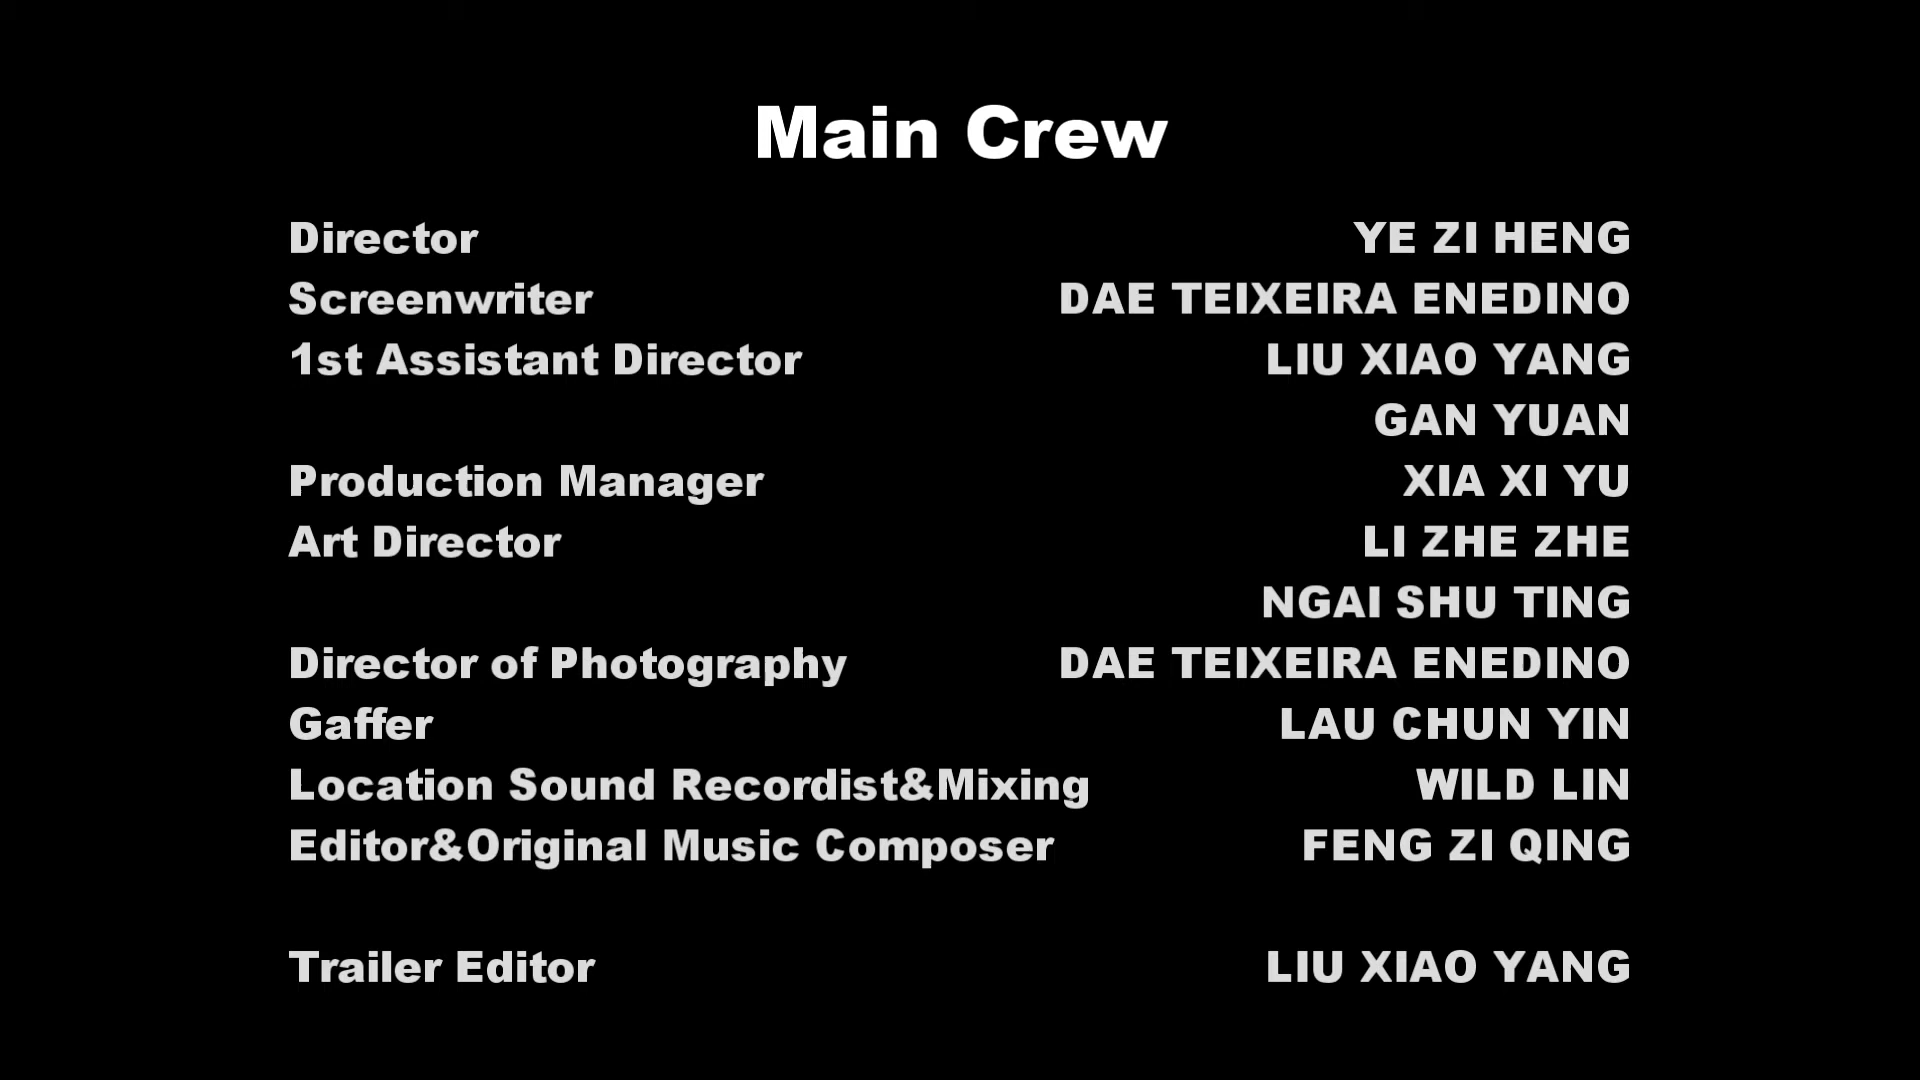 Main Crew
Director YE ZI HENG
Screenwriter DAE TEIXEIRA ENEDINO
1st Assistant Director LIU XIAO YANG
GAN YUAN
Production Manager XIA XI YU
Art Director LI ZHE ZHE
NGAI SHU TING
Director of Photography DAE TEIXEIRA ENEDINO
Gaffer LAU CHUN YIN
Location Sound Recordist&Mixing WILD LIN
Editor&Original Music Composer FENG ZI QING
Trailer Editor LIU XIAO YANG